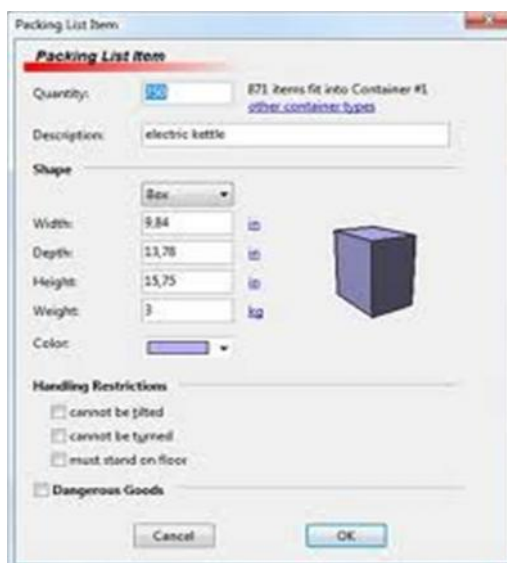 Packing List Item
Packing List Item
Quantity: 750 871 items fit into Container #1
other container types
Description: electric kettle
Shape
Box
Width: 9,84 in
Depth: 13,78 in
Height: 15,75 in
Weight: 3 kg
Color:
Handling Restrictions
cannot be tilted
cannot be turned
must stand on floor
Dangerous Goods
Cancel OK